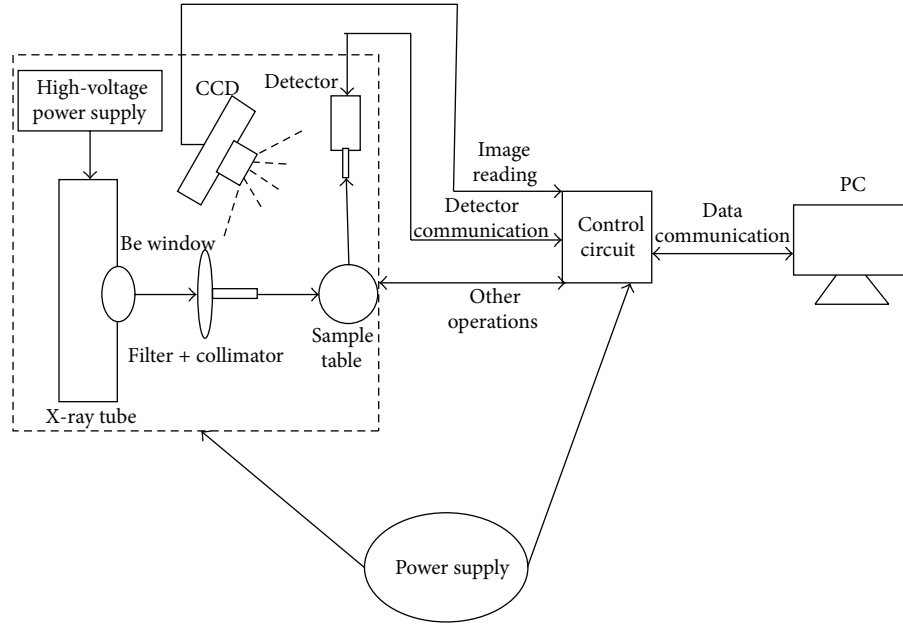 High-voltage
power supply
CCD
Detector
Be window
Filter + collimator
Sample
table
X-ray tube
Image
reading
Detector
communication
Other
operations
Control
circuit
Data
communication
PC
Power supply